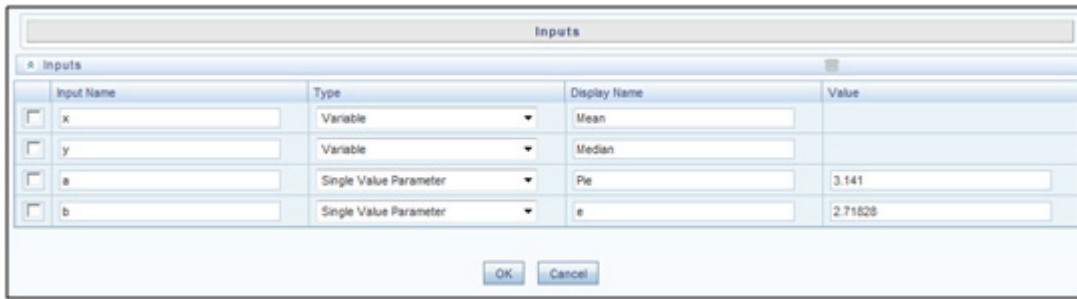 Inputs
Inputs
Input Name Type Display Name Value
x Variable Mean
y Variable Median
a Single Value Parameter Pie 3.141
b Single Value Parameter e 2.71828
OK Cancel